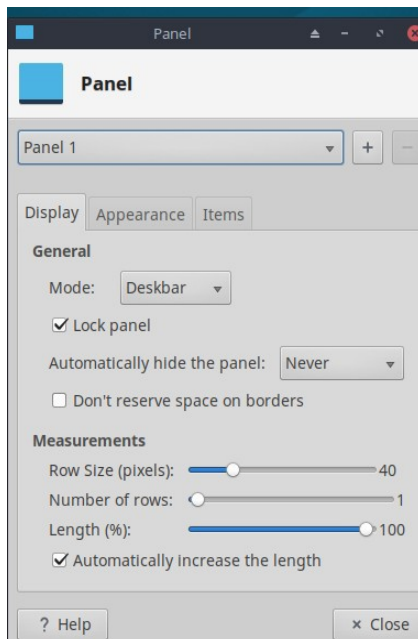 Panel
Panel
Panel 1
Display Appearance Items
General
Mode: Deskbar
Lock panel
Automatically hide the panel: Never
Don't reserve space on borders
Measurements
Row Size (pixels): 40
Number of rows: 1
Length (%): 100
Automatically increase the length
? Help × Close